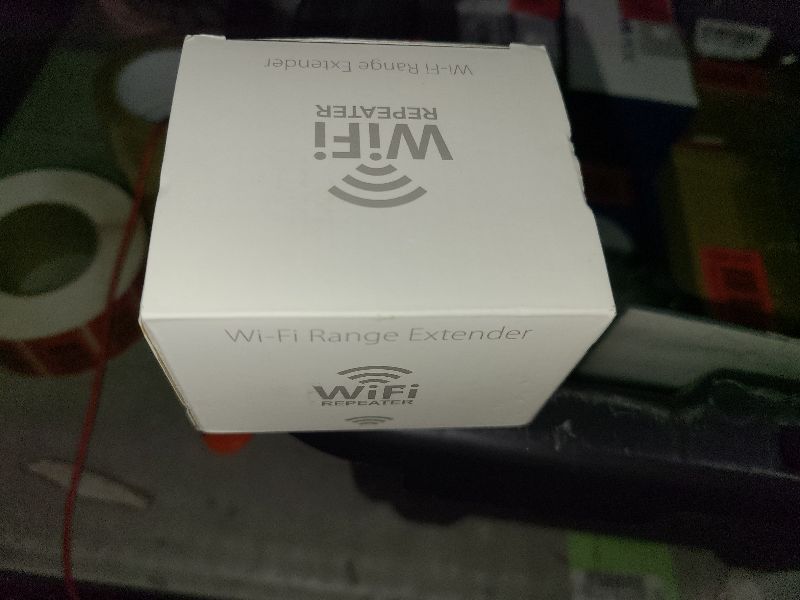 Wi-Fi Range Extender
WiFi
REPEATER
Wi-Fi Range Extender
WiFi
REPEATER